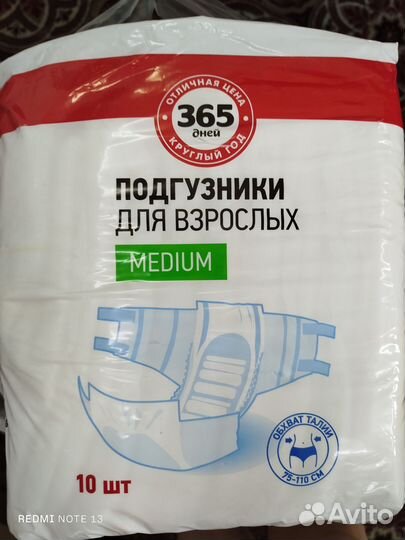 ОТЛИЧНАЯ ЦЕНА
365
дней
КРУГЛЫЙ ГОД
ПОДГУЗНИКИ
ДЛЯ ВЗРОСЛЫХ
MEDIUM
ОБХВАТ ТАЛИИ
75-110 СМ
10 шт
REDMI NOTE 13
Avito